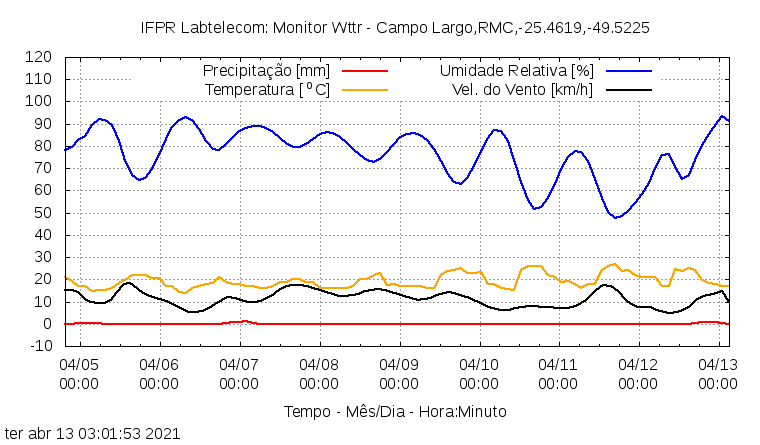 IFPR Labtelecom: Monitor Wttr - Campo Largo,RMC,-25.4619,-49.5225
120
110
100
90
80
70
60
50
40
30
20
10
0
-10
Precipitação [mm]
Temperatura [⁰C]
Umidade Relativa [%]
Vel. do Vento [km/h]
04/05 04/06 04/07 04/08 04/09 04/10 04/11 04/12 04/13
00:00 00:00 00:00 00:00 00:00 00:00 00:00 00:00 00:00
Tempo - Mês/Dia - Hora:Minuto
ter abr 13 03:01:53 2021